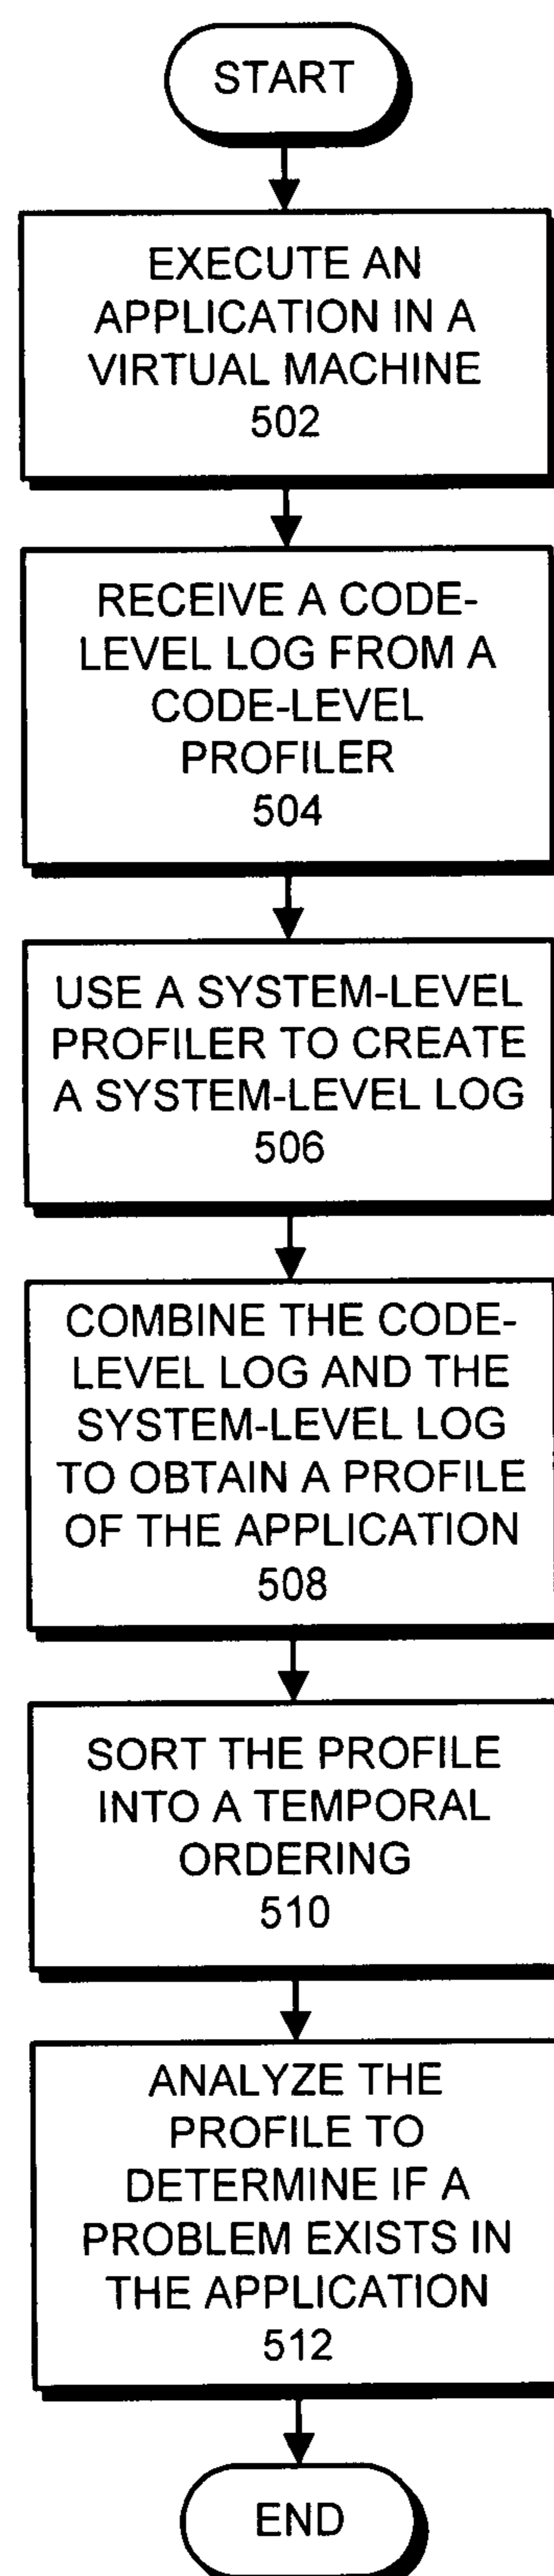 START
EXECUTE AN
APPLICATION IN A
VIRTUAL MACHINE
502
RECEIVE A CODE-
LEVEL LOG FROM A
CODE-LEVEL
PROFILER
504
USE A SYSTEM-LEVEL
PROFILER TO CREATE
A SYSTEM-LEVEL LOG
506
COMBINE THE CODE-
LEVEL LOG AND THE
SYSTEM-LEVEL LOG
TO OBTAIN A PROFILE
OF THE APPLICATION
508
SORT THE PROFILE
INTO A TEMPORAL
ORDERING
510
ANALYZE THE
PROFILE TO
DETERMINE IF A
PROBLEM EXISTS IN
THE APPLICATION
512
END